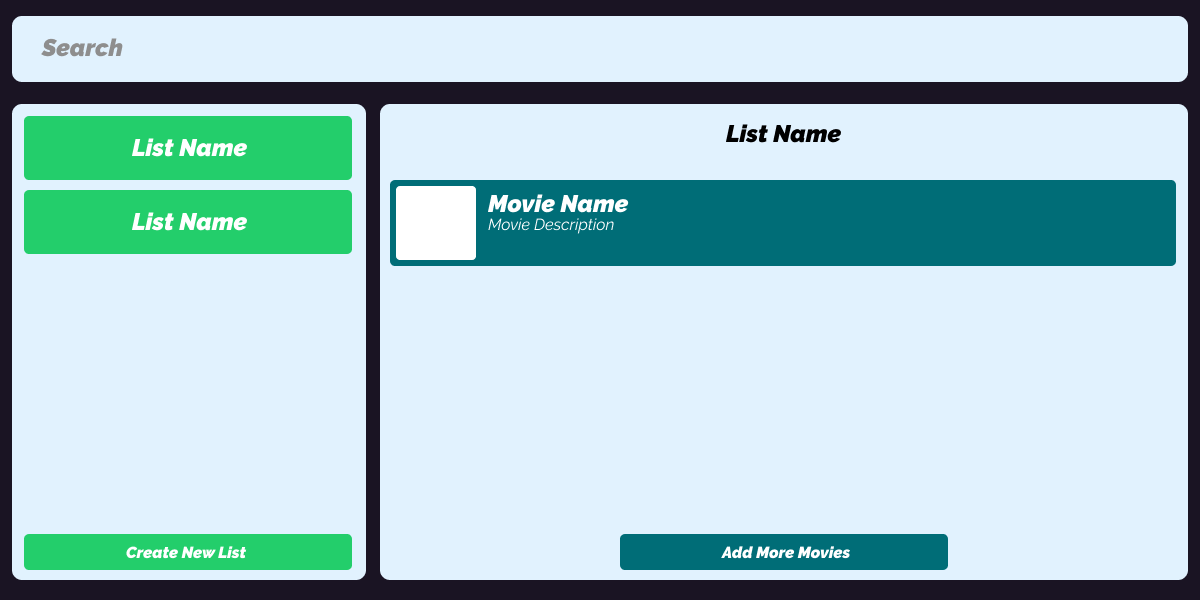 Search
List Name
List Name
Create New List
List Name
Movie Name
Movie Description
Add More Movies